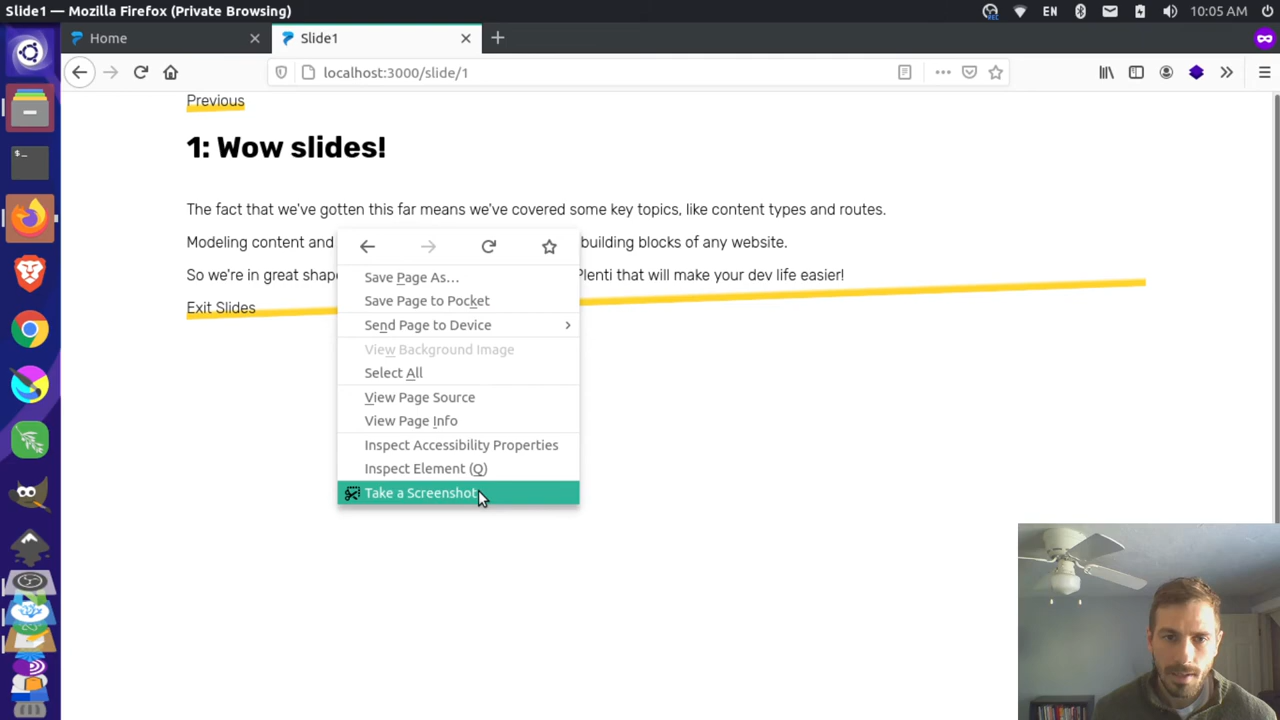 Slide1 — Mozilla Firefox (Private Browsing)
EN
10:05 AM
Home
Slide1
localhost:3000/slide/1
Previous
1: Wow slides!
The fact that we've gotten this far means we've covered some key topics, like content types and routes.
Modeling content and
building blocks of any website.
So we're in great shap
Plenti that will make your dev life easier!
Exit Slides
Save Page As…
Save Page to Pocket
Send Page to Device
View Background Image
Select All
View Page Source
View Page Info
Inspect Accessibility Properties
Inspect Element (Q)
Take a Screenshot